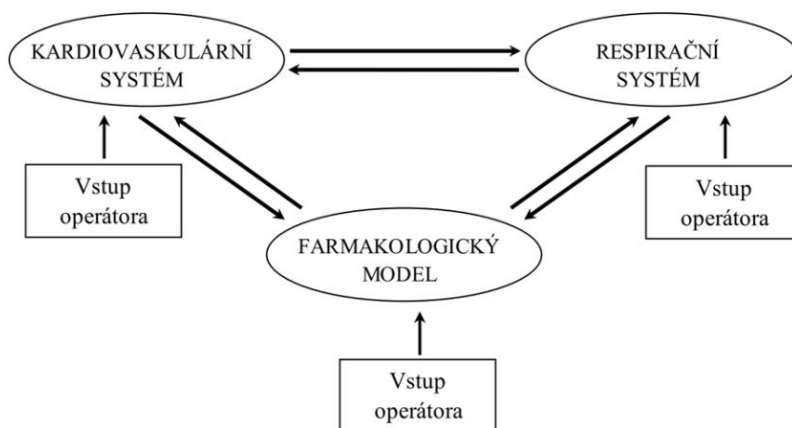 KARDIOVASKULÁRNÍ
SYSTÉM
RESPIRAČNÍ
SYSTÉM
Vstup
operátora
Vstup
operátora
FARMAKOLOGICKÝ
MODEL
Vstup
operátora